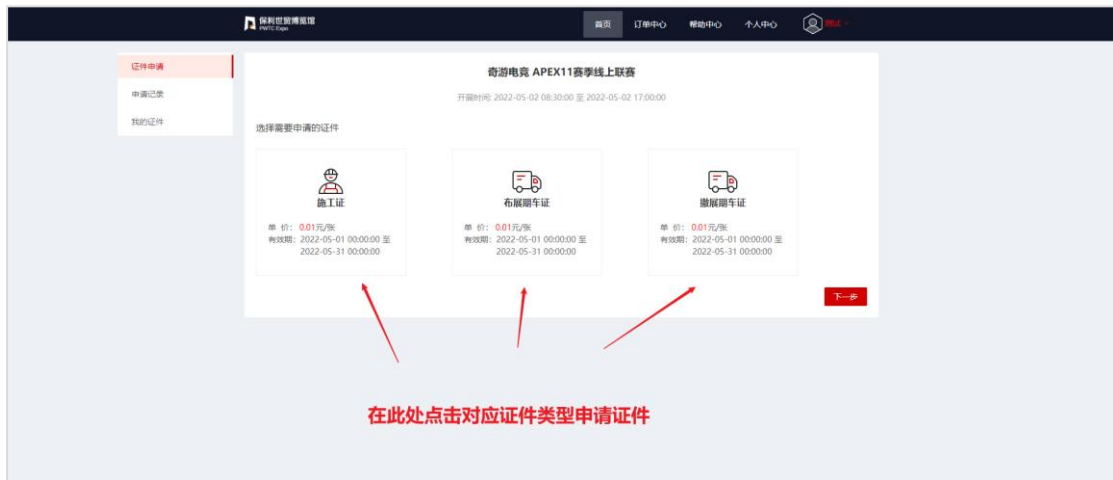 保利世贸博览馆
PWTC Expo
首页 订单中心 帮助中心 个人中心 测试
证件申请
申请记录
我的证件
奇游电竞 APEX11赛季线上联赛
开展时间: 2022-05-02 08:30:00 至 2022-05-02 17:00:00
选择需要申请的证件
施工证
单 价: 0.01元/张
有效期: 2022-05-01 00:00:00 至
2022-05-31 00:00:00
布展期车证
单 价: 0.01元/张
有效期: 2022-05-01 00:00:00 至
2022-05-31 00:00:00
撤展期车证
单 价: 0.01元/张
有效期: 2022-05-01 00:00:00 至
2022-05-31 00:00:00
下一步
在此处点击对应证件类型申请证件